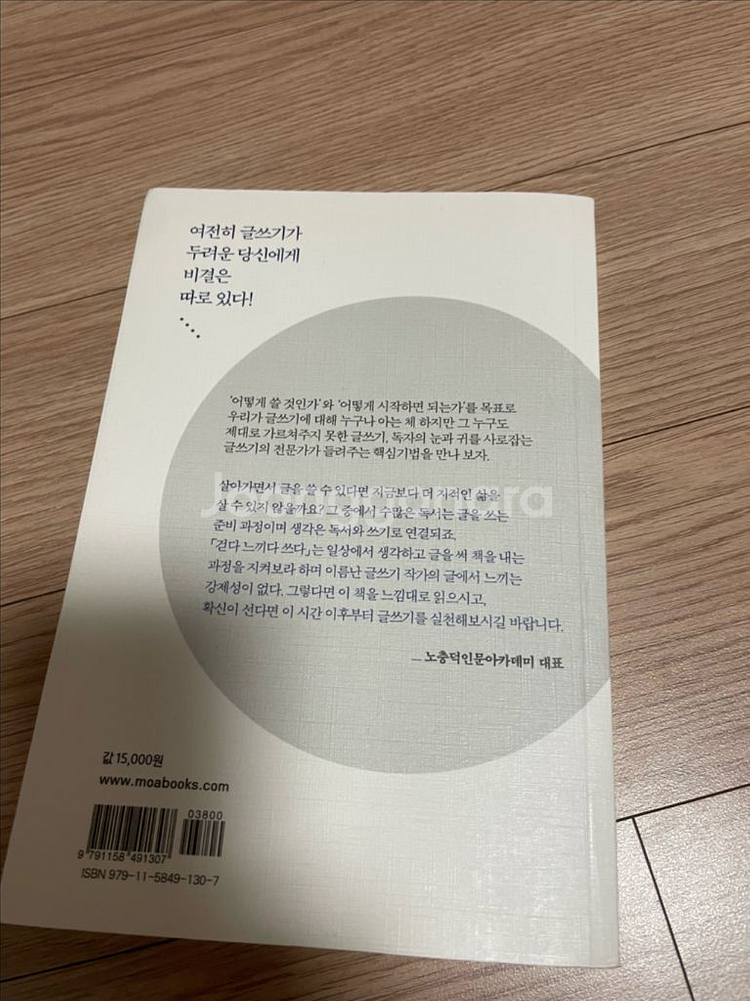 여전히 글쓰기가
두려운 당신에게
비결은
따로 있다!
‘어떻게 쓸 것인가’와 ‘어떻게 시작하면 되는가’를 목표로
우리가 글쓰기에 대해 누구나 아는 체 하지만 그 누구도
제대로 가르쳐주지 못한 글쓰기, 독자의 눈과 귀를 사로잡는
글쓰기의 전문가가 들려주는 핵심기법을 만나 보자.
살아가면서 글을 쓸 수 있다면 지금보다 더 지적인 삶을
살 수 있지 않을까요? 그 중에서 수많은 독서는 글을 쓰는
준비 과정이며 생각은 독서와 쓰기로 연결되죠.
「걷다 느끼다 쓰다」는 일상에서 생각하고 글을 써 책을 내는
과정을 지켜보라 하며 이름난 글쓰기 작가의 글에서 느끼는
강제성이 없다. 그렇다면 이 책을 느낌대로 읽으시고,
확신이 선다면 이 시간 이후부터 글쓰기를 실천해보시길 바랍니다.
— 노충덕인문아카데미 대표
Joonggonara
값 15,000원
www.moabooks.com
03800
9 791158 491307
ISBN 979-11-5849-130-7